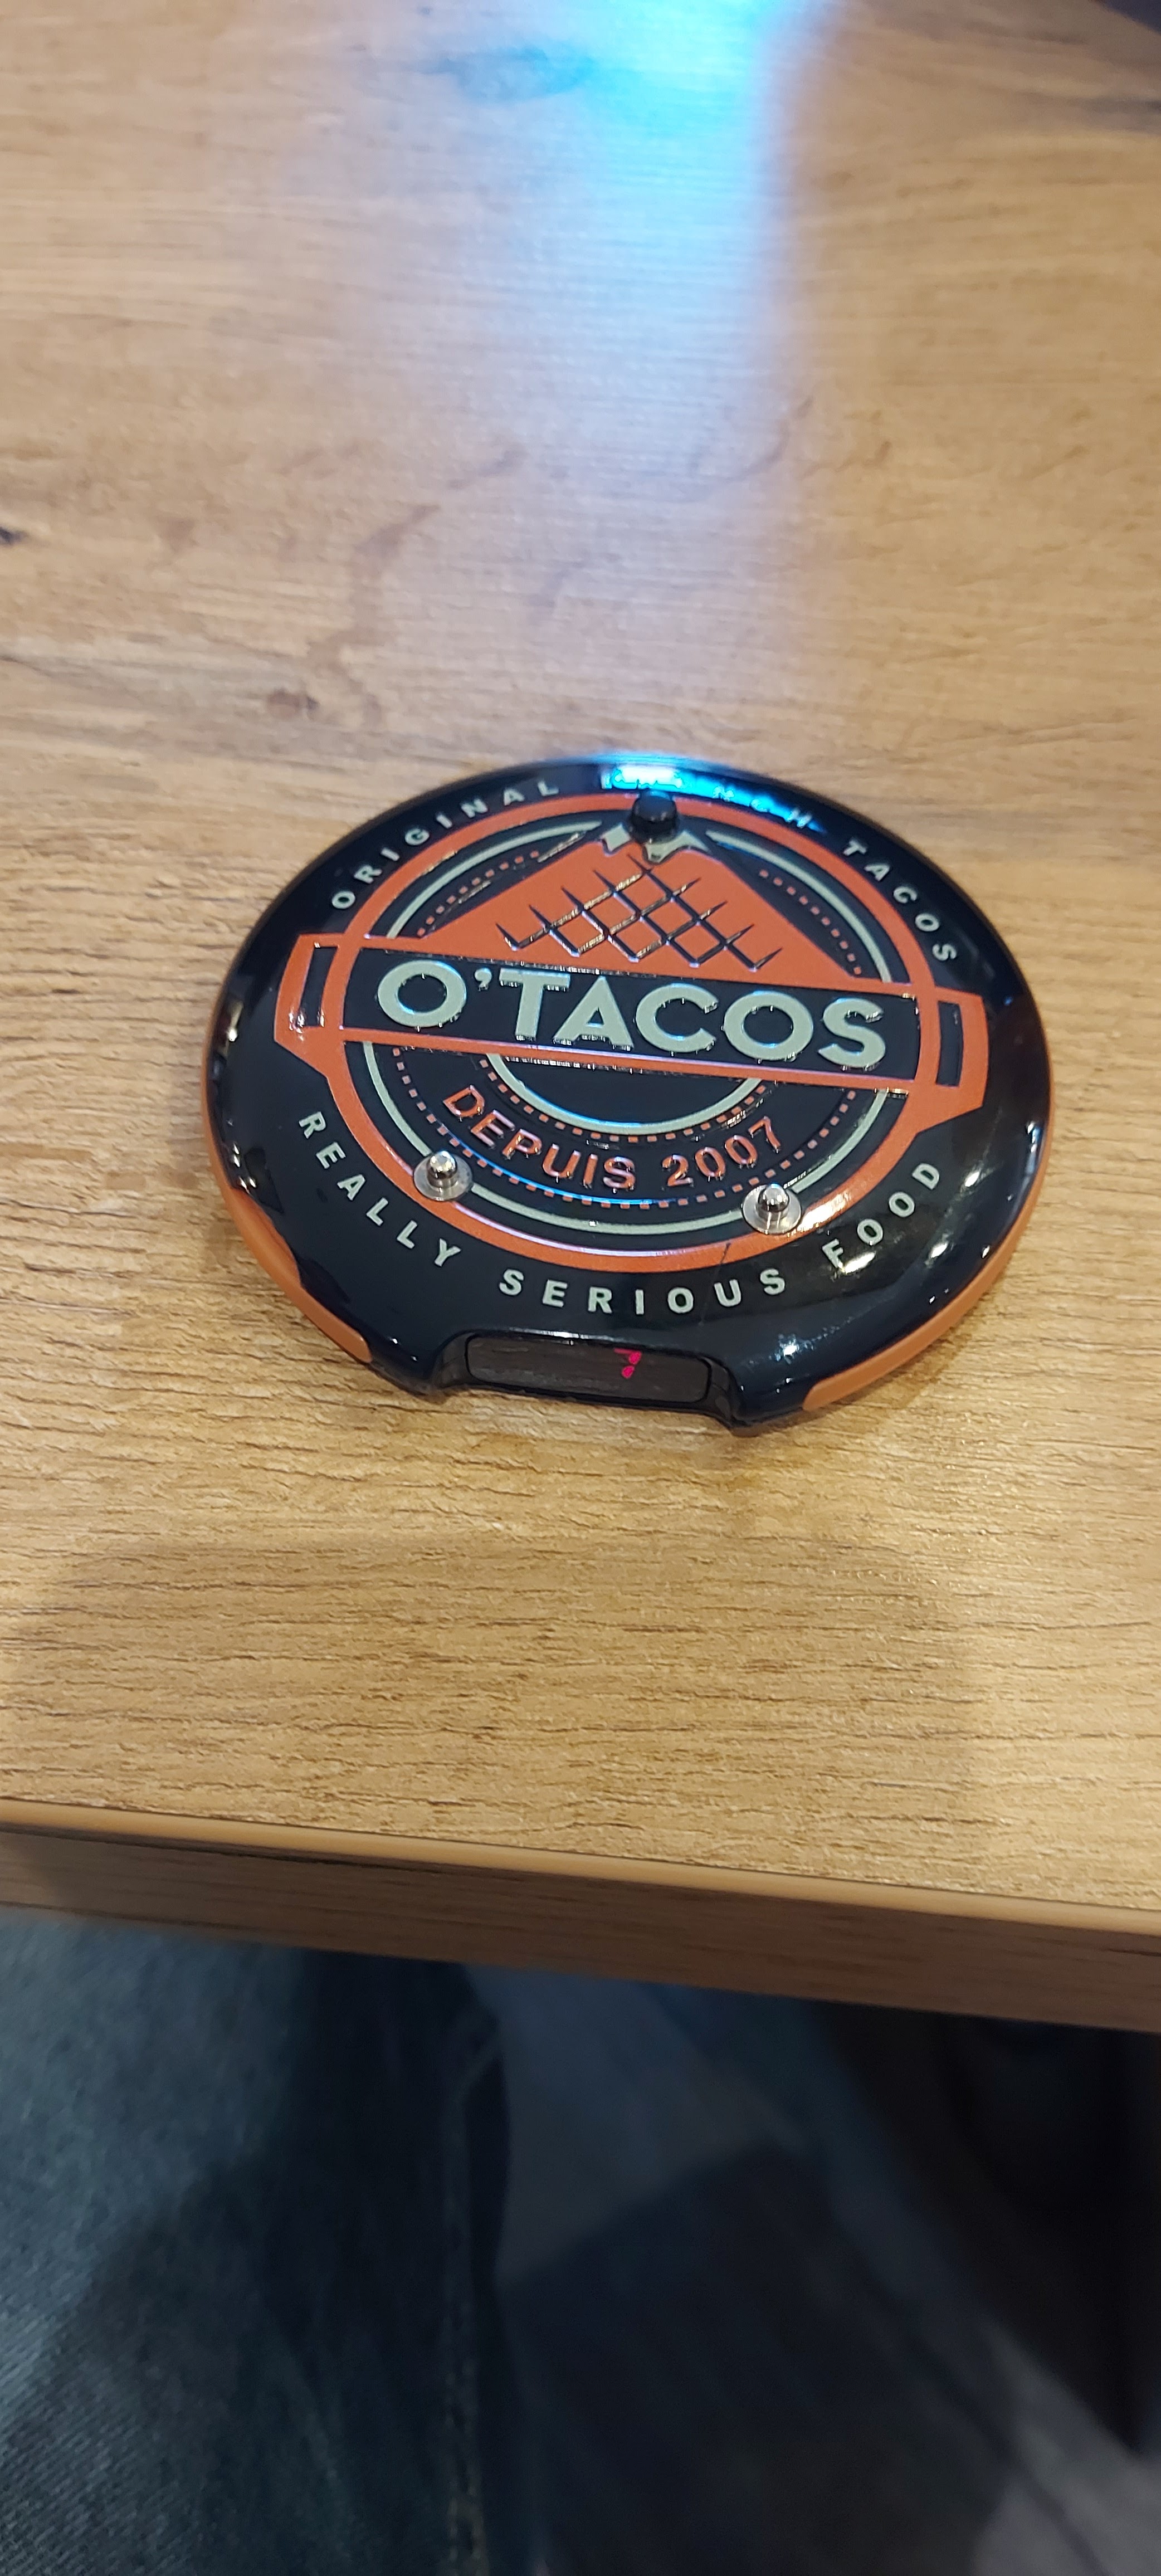 ORIGINAL TACOS
O'TACOS
DEPUIS 2007
REALLY SERIOUS FOOD